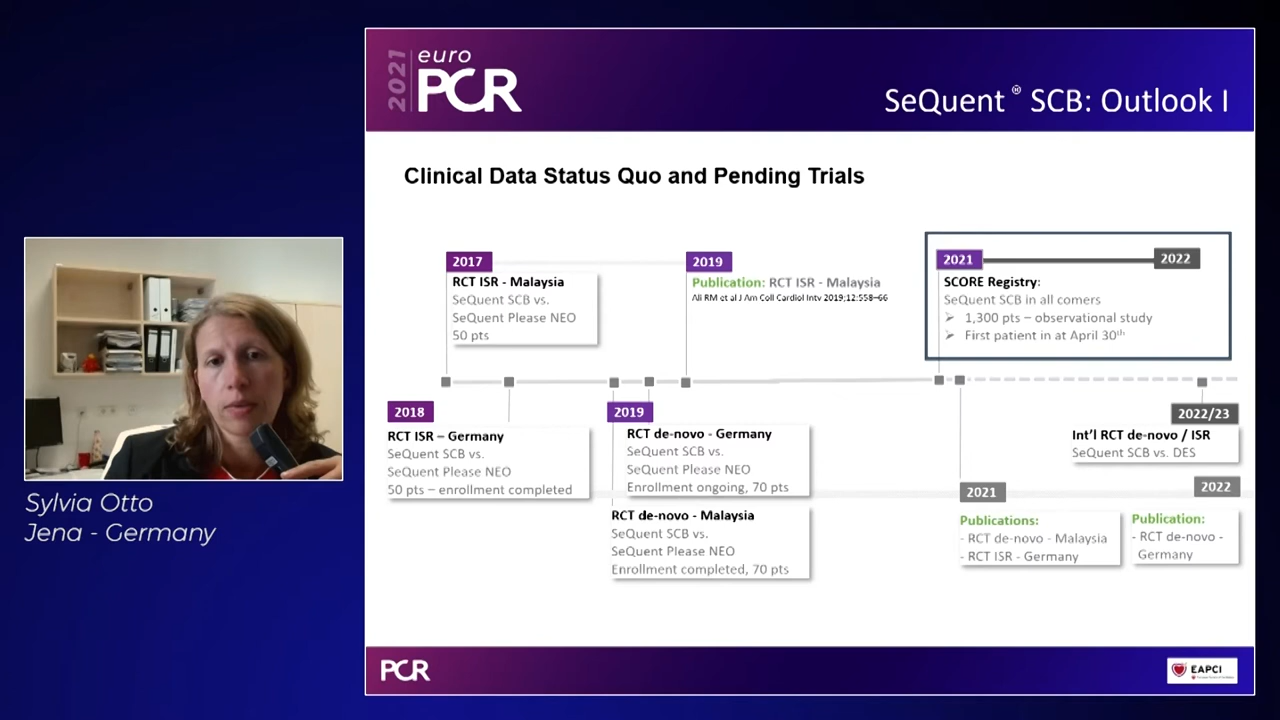 2021
euro
PCR
SeQuent® SCB: Outlook I
Clinical Data Status Quo and Pending Trials
2017
RCT ISR - Malaysia
SeQuent SCB vs.
SeQuent Please NEO
50 pts
2019
Publication: RCT ISR - Malaysia
Ali RM et al J Am Coll Cardiol Intv 2019;12:558–66
2021
2022
SCORE Registry:
SeQuent SCB in all comers
➢ 1,300 pts – observational study
➢ First patient in at April 30th
2018
RCT ISR – Germany
SeQuent SCB vs.
SeQuent Please NEO
50 pts – enrollment completed
2019
RCT de-novo - Germany
SeQuent SCB vs.
SeQuent Please NEO
Enrollment ongoing, 70 pts
RCT de-novo - Malaysia
SeQuent SCB vs.
SeQuent Please NEO
Enrollment completed, 70 pts
2022/23
Int'l RCT de-novo / ISR
SeQuent SCB vs. DES
2021
Publications:
- RCT de-novo - Malaysia
- RCT ISR - Germany
2022
Publication:
- RCT de-novo -
Germany
Sylvia Otto
Jena - Germany
PCR
EAPCI